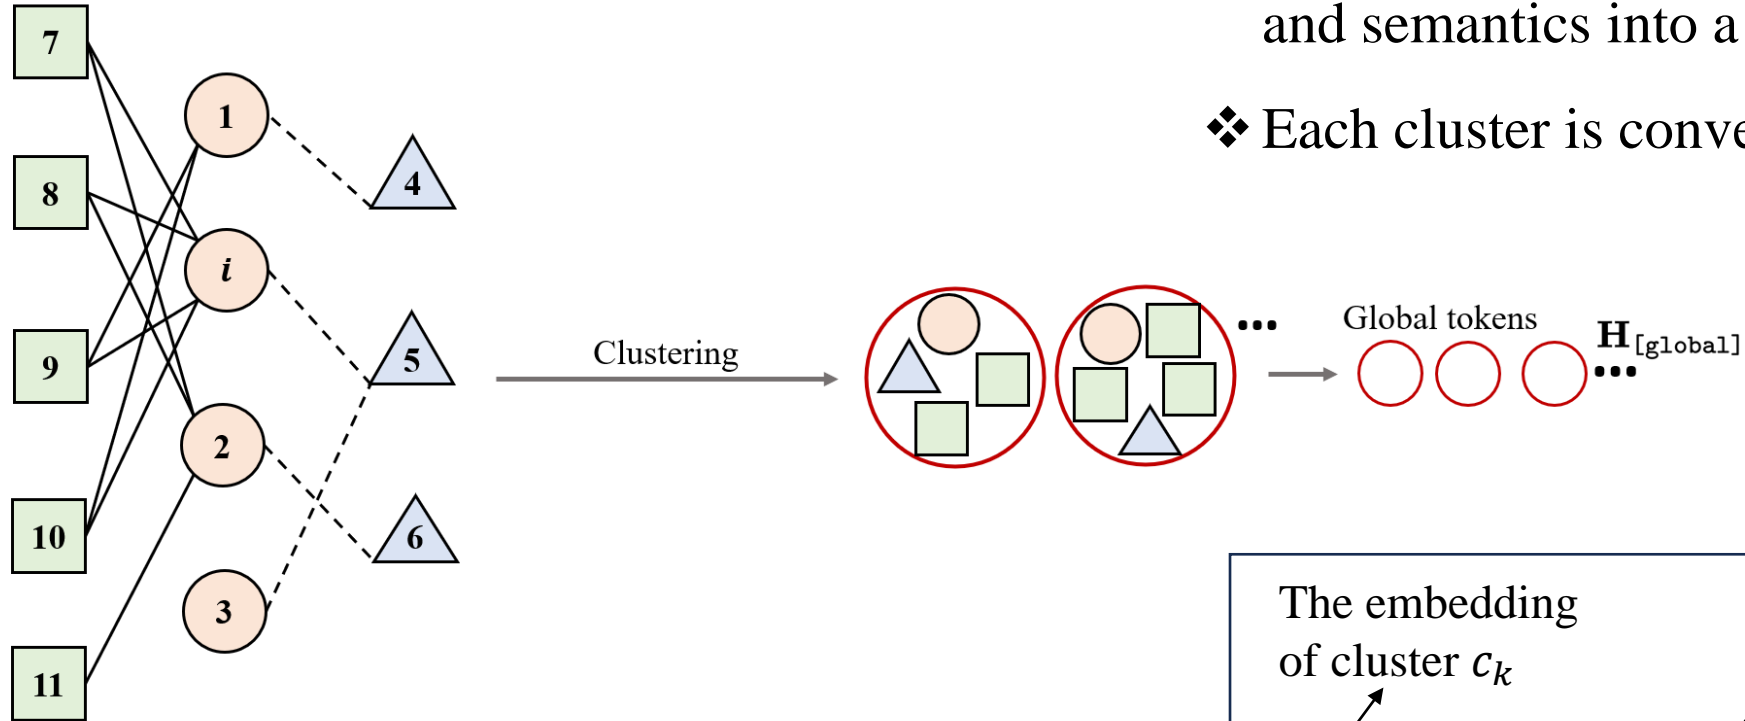 and semantics into a
❖ Each cluster is conve
7
8
9
10
11
1
i
2
3
4
5
6
Clustering
...
Global tokens
H[global]
...
The embedding
of cluster c_k